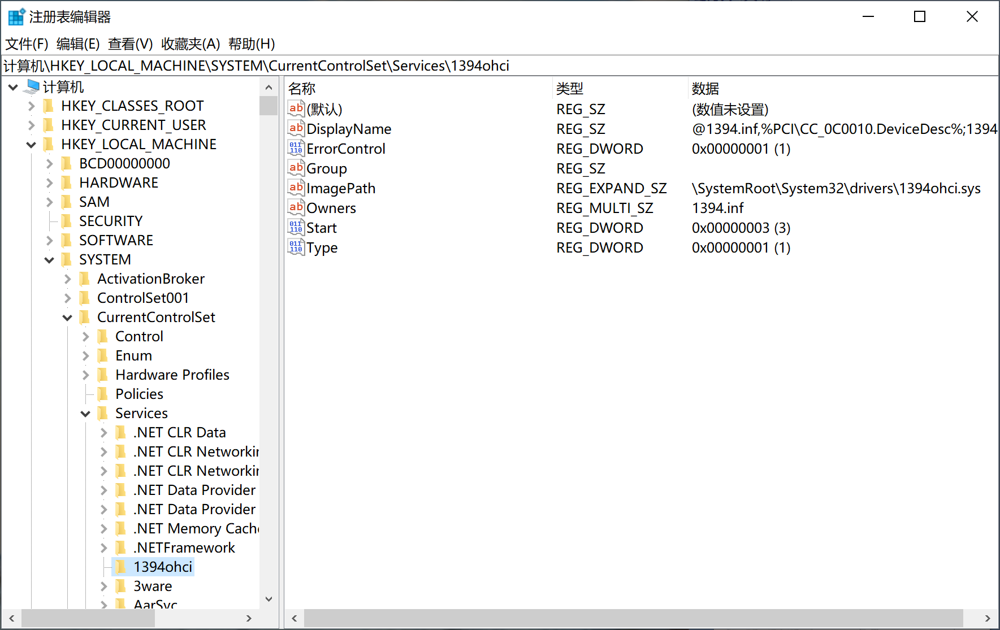 注册表编辑器
文件(F) 编辑(E) 查看(V) 收藏夹(A) 帮助(H)
计算机\HKEY_LOCAL_MACHINE\SYSTEM\CurrentControlSet\Services\1394ohci
计算机
HKEY_CLASSES_ROOT
HKEY_CURRENT_USER
HKEY_LOCAL_MACHINE
BCD00000000
HARDWARE
SAM
SECURITY
SOFTWARE
SYSTEM
ActivationBroker
ControlSet001
CurrentControlSet
Control
Enum
Hardware Profiles
Policies
Services
.NET CLR Data
.NET CLR Networkin
.NET CLR Networkin
.NET Data Provider
.NET Data Provider
.NET Memory Cache
.NETFramework
1394ohci
3ware
AarSvc
名称 类型 数据
(默认) REG_SZ (数值未设置)
DisplayName REG_SZ @1394.inf,%PCI\CC_0C0010.DeviceDesc%;1394
ErrorControl REG_DWORD 0x00000001 (1)
Group REG_SZ
ImagePath REG_EXPAND_SZ \SystemRoot\System32\drivers\1394ohci.sys
Owners REG_MULTI_SZ 1394.inf
Start REG_DWORD 0x00000003 (3)
Type REG_DWORD 0x00000001 (1)